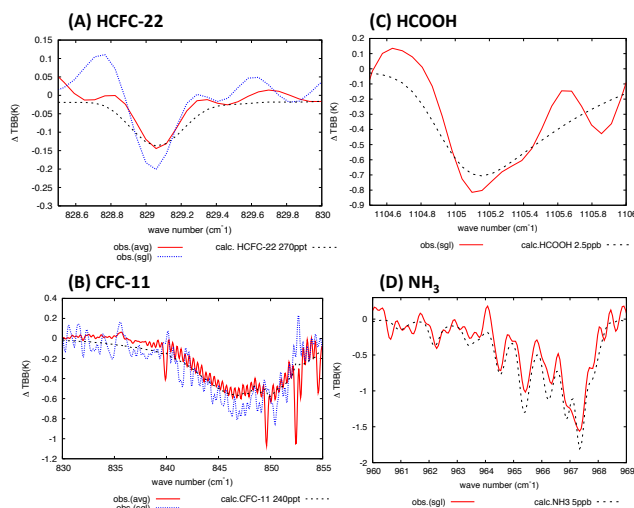 (A) HCFC-22
0.15
0.1
0.05
0
-0.05
-0.1
-0.15
-0.2
-0.25
-0.3
Δ TBB(K)
828.6 828.8 829 829.2 829.4 829.6 829.8 830
wave number (cm⁻¹)
obs.(avg) calc. HCFC-22 270ppt
obs.(sgl)
(B) CFC-11
0.4
0.2
0
-0.2
-0.4
-0.6
-0.8
-1
-1.2
Δ TBB(K)
830 835 840 845 850 855
wave number (cm⁻¹)
obs.(avg) calc.CFC-11 240ppt
obs.(sgl)
(C) HCOOH
0.2
0.1
0
-0.1
-0.2
-0.3
-0.4
-0.5
-0.6
-0.7
-0.8
-0.9
Δ TBB(K)
1104.6 1104.8 1105 1105.2 1105.4 1105.6 1105.8 1106
wave number (cm⁻¹)
obs.(sgl) calc.HCOOH 2.5ppb
(D) NH₃
0
-0.5
-1
-1.5
-2
Δ TBB(K)
960 961 962 963 964 965 966 967 968 969
wave number (cm⁻¹)
obs.(sgl) calc.NH3 5ppb